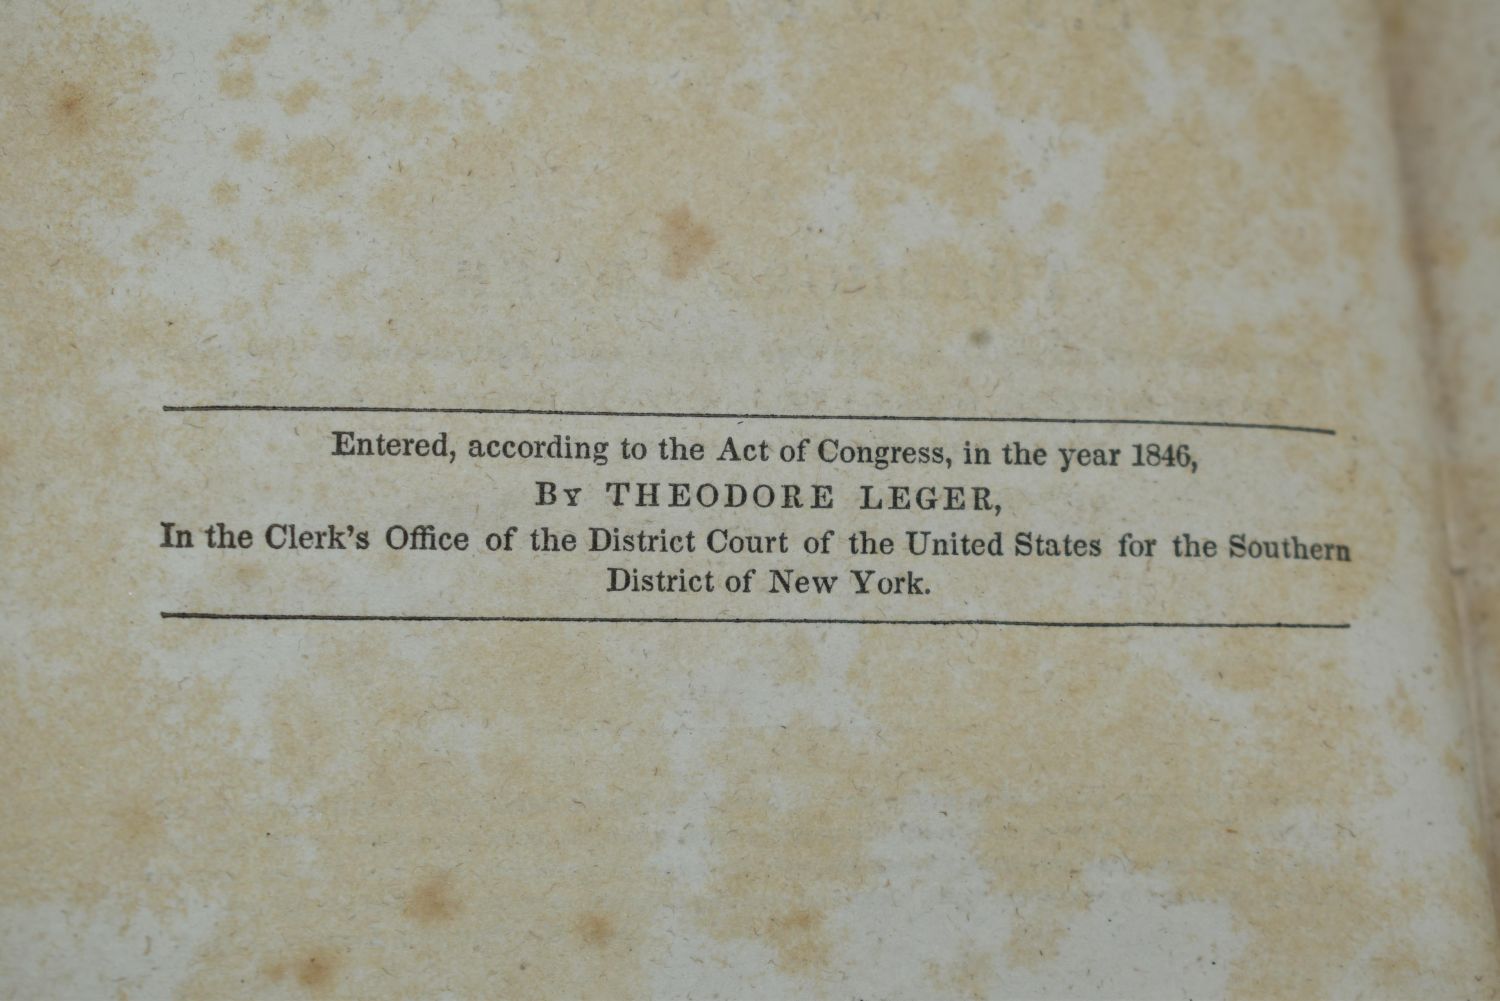 Entered, according to the Act of Congress, in the year 1846,
By THEODORE LEGER,
In the Clerk's Office of the District Court of the United States for the Southern
District of New York.